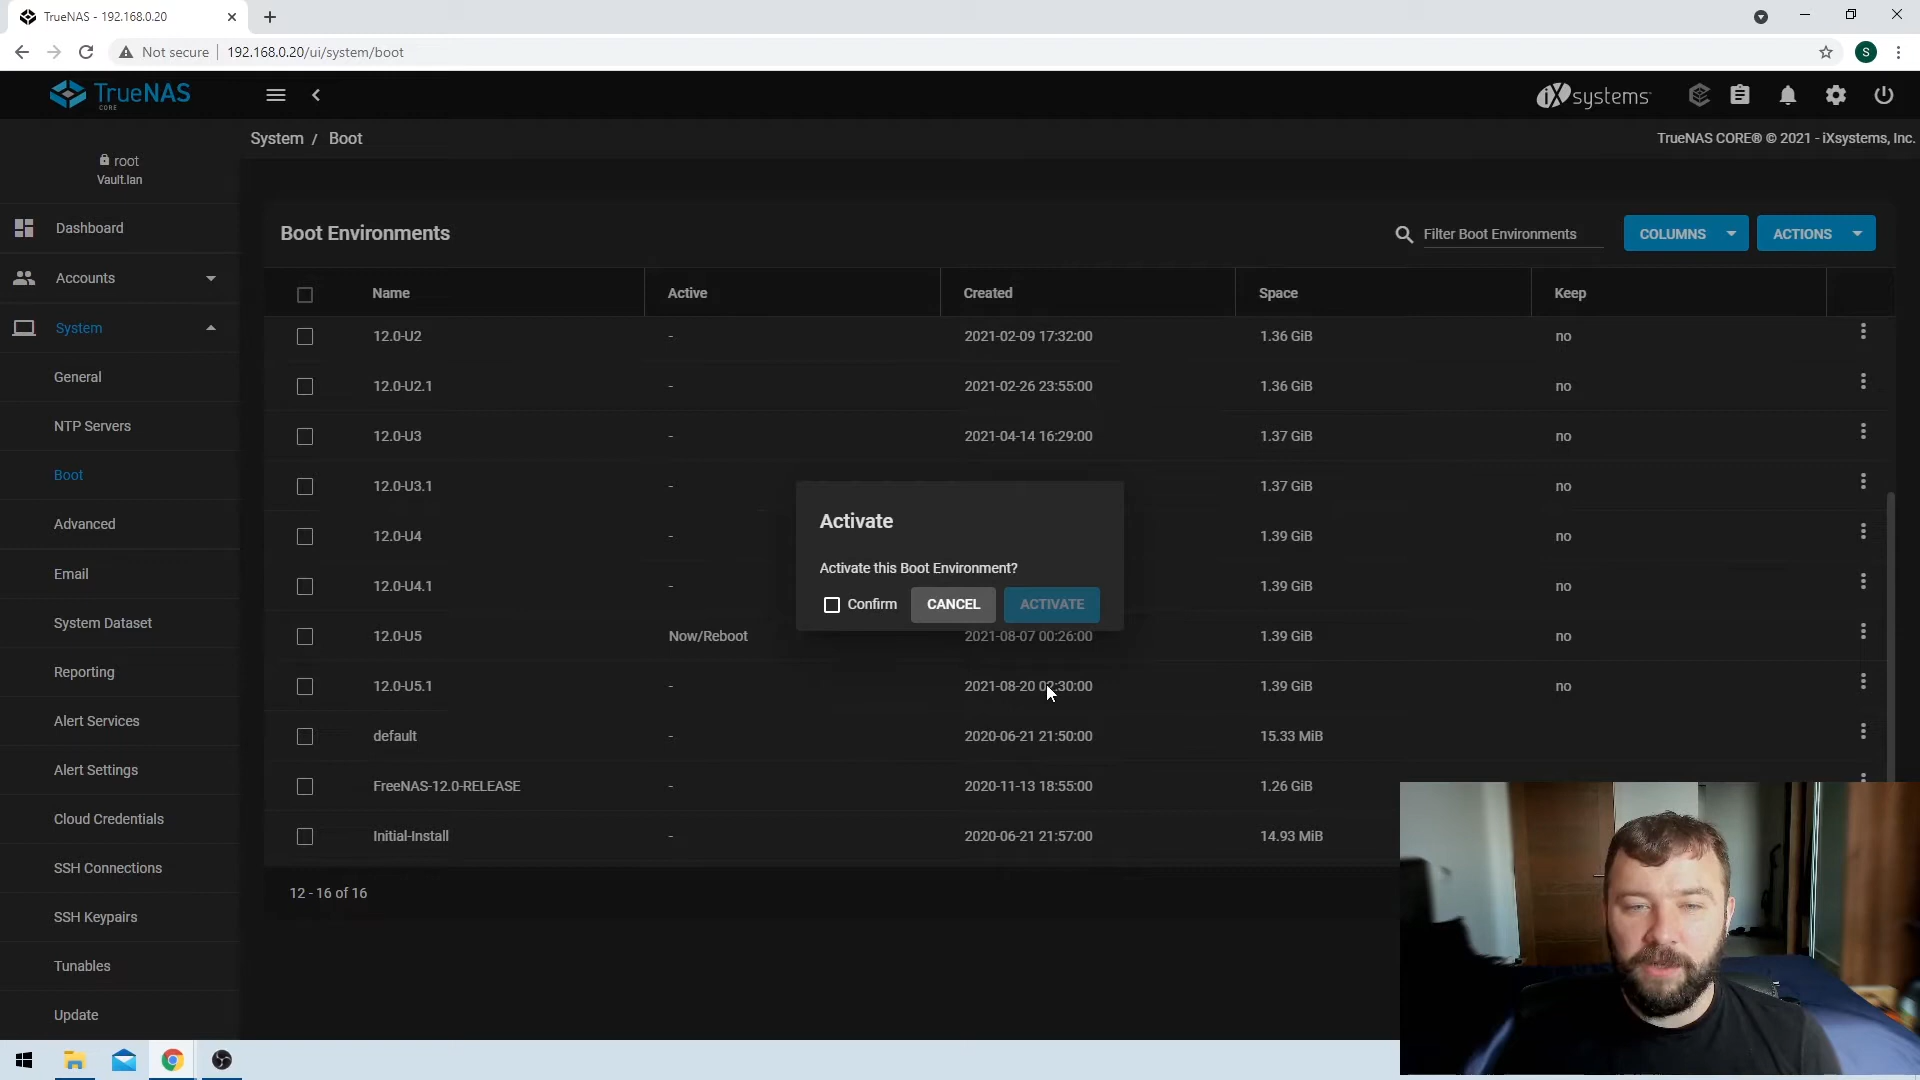 TrueNAS - 192.168.0.20
Not secure
192.168.0.20/ui/system/boot
S
TrueNAS
CORE
iXsystems
System / Boot
TrueNAS CORE® © 2021 - iXsystems, Inc.
root
Vault.lan
Dashboard
Accounts
System
General
NTP Servers
Boot
Advanced
Email
System Dataset
Reporting
Alert Services
Alert Settings
Cloud Credentials
SSH Connections
SSH Keypairs
Tunables
Update
Boot Environments
Filter Boot Environments
COLUMNS
ACTIONS
Name Active Created Space Keep
12.0-U2 - 2021-02-09 17:32:00 1.36 GiB no
12.0-U2.1 - 2021-02-26 23:55:00 1.36 GiB no
12.0-U3 - 2021-04-14 16:29:00 1.37 GiB no
12.0-U3.1 - 1.37 GiB no
12.0-U4 - 1.39 GiB no
12.0-U4.1 - 1.39 GiB no
12.0-U5 Now/Reboot 2021-08-07 00:26:00 1.39 GiB no
12.0-U5.1 - 2021-08-20 02:30:00 1.39 GiB no
default - 2020-06-21 21:50:00 15.33 MiB
FreeNAS-12.0-RELEASE - 2020-11-13 18:55:00 1.26 GiB
Initial-Install - 2020-06-21 21:57:00 14.93 MiB
12 - 16 of 16
Activate
Activate this Boot Environment?
Confirm
CANCEL
ACTIVATE